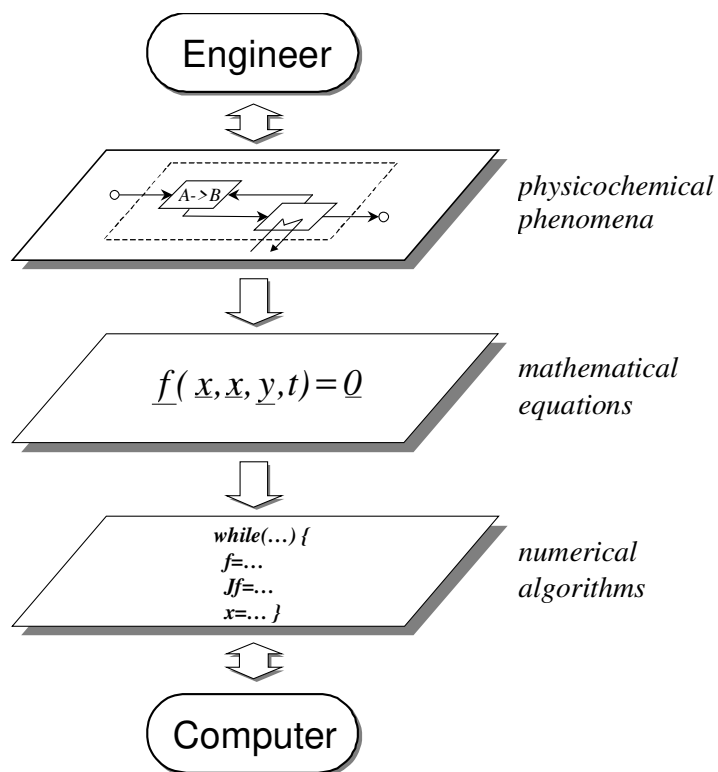 Engineer
A->B
physicochemical
phenomena
f( x,x,y,t)=0
mathematical
equations
while(...) {
f=...
Jf=...
x=... }
numerical
algorithms
Computer